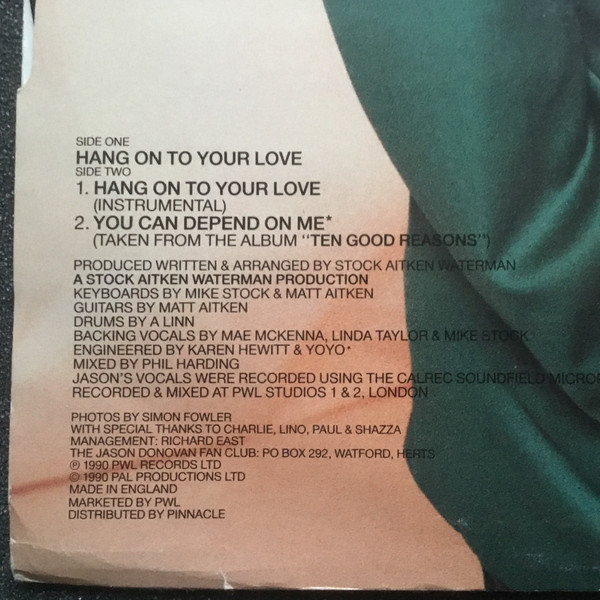 SIDE ONE
HANG ON TO YOUR LOVE
SIDE TWO
1. HANG ON TO YOUR LOVE
(INSTRUMENTAL)
2. YOU CAN DEPEND ON ME*
(TAKEN FROM THE ALBUM "TEN GOOD REASONS")
PRODUCED WRITTEN & ARRANGED BY STOCK AITKEN WATERMAN
A STOCK AITKEN WATERMAN PRODUCTION
KEYBOARDS BY MIKE STOCK & MATT AITKEN
GUITARS BY MATT AITKEN
DRUMS BY A LINN
BACKING VOCALS BY MAE MCKENNA, LINDA TAYLOR & MIKE STOCK
ENGINEERED BY KAREN HEWITT & YOYO*
MIXED BY PHIL HARDING
JASON'S VOCALS WERE RECORDED USING THE CALREC SOUNDFIELD MICRO
RECORDED & MIXED AT PWL STUDIOS 1 & 2, LONDON
PHOTOS BY SIMON FOWLER
WITH SPECIAL THANKS TO CHARLIE, LINO, PAUL & SHAZZA
MANAGEMENT: RICHARD EAST
THE JASON DONOVAN FAN CLUB: PO BOX 292, WATFORD, HERTS
℗ 1990 PWL RECORDS LTD
© 1990 PAL PRODUCTIONS LTD
MADE IN ENGLAND
MARKETED BY PWL
DISTRIBUTED BY PINNACLE